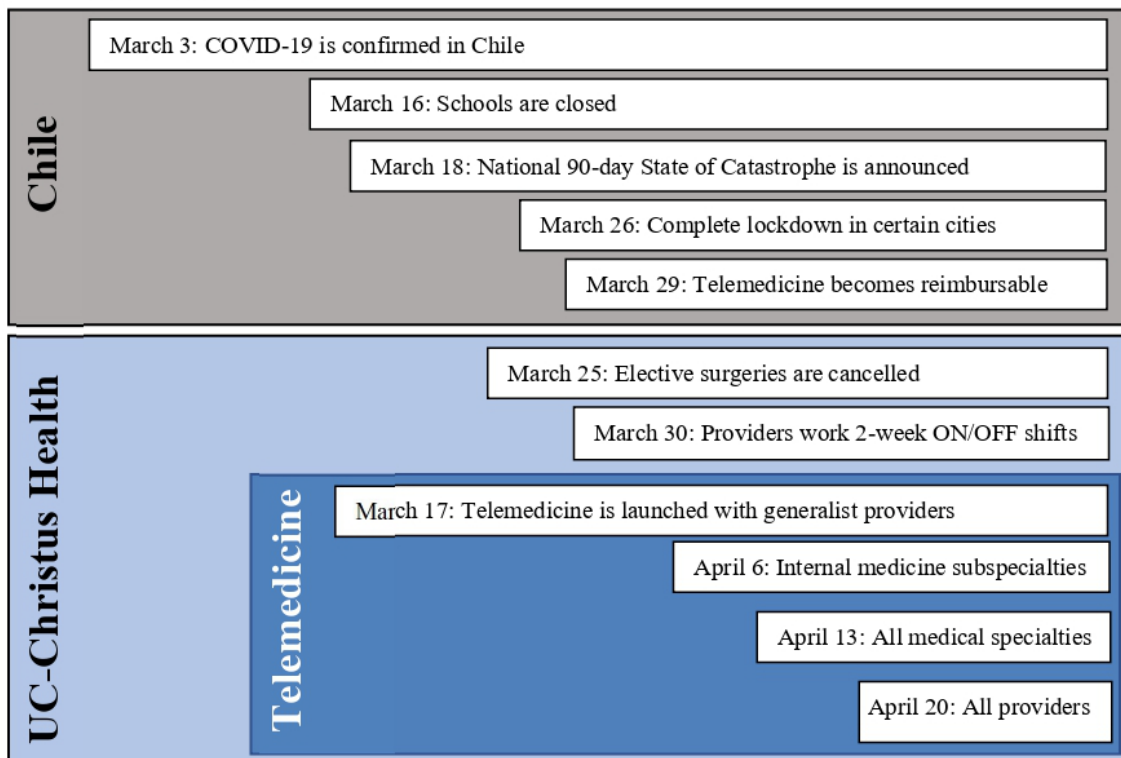 Chile
March 3: COVID-19 is confirmed in Chile
March 16: Schools are closed
March 18: National 90-day State of Catastrophe is announced
March 26: Complete lockdown in certain cities
March 29: Telemedicine becomes reimbursable
UC-Christus Health
March 25: Elective surgeries are cancelled
March 30: Providers work 2-week ON/OFF shifts
Telemedicine
March 17: Telemedicine is launched with generalist providers
April 6: Internal medicine subspecialties
April 13: All medical specialties
April 20: All providers